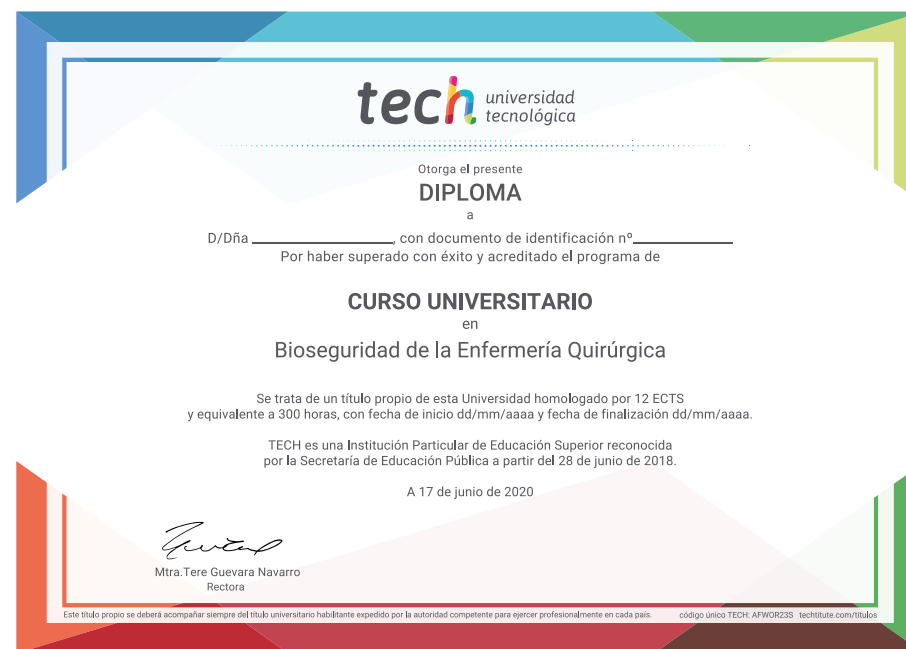 tech universidad
tecnológica
Otorga el presente
DIPLOMA
a
D/Dña ____________________, con documento de identificación nº______________
Por haber superado con éxito y acreditado el programa de
CURSO UNIVERSITARIO
en
Bioseguridad de la Enfermería Quirúrgica
Se trata de un título propio de esta Universidad homologado por 12 ECTS
y equivalente a 300 horas, con fecha de inicio dd/mm/aaaa y fecha de finalización dd/mm/aaaa.
TECH es una Institución Particular de Educación Superior reconocida
por la Secretaría de Educación Pública a partir del 28 de junio de 2018.
A 17 de junio de 2020
Mtra.Tere Guevara Navarro
Rectora
Este título propio se deberá acompañar siempre del título universitario habilitante expedido por la autoridad competente para ejercer profesionalmente en cada país. código único TECH: AFWOR23S techtitute.com/titulos